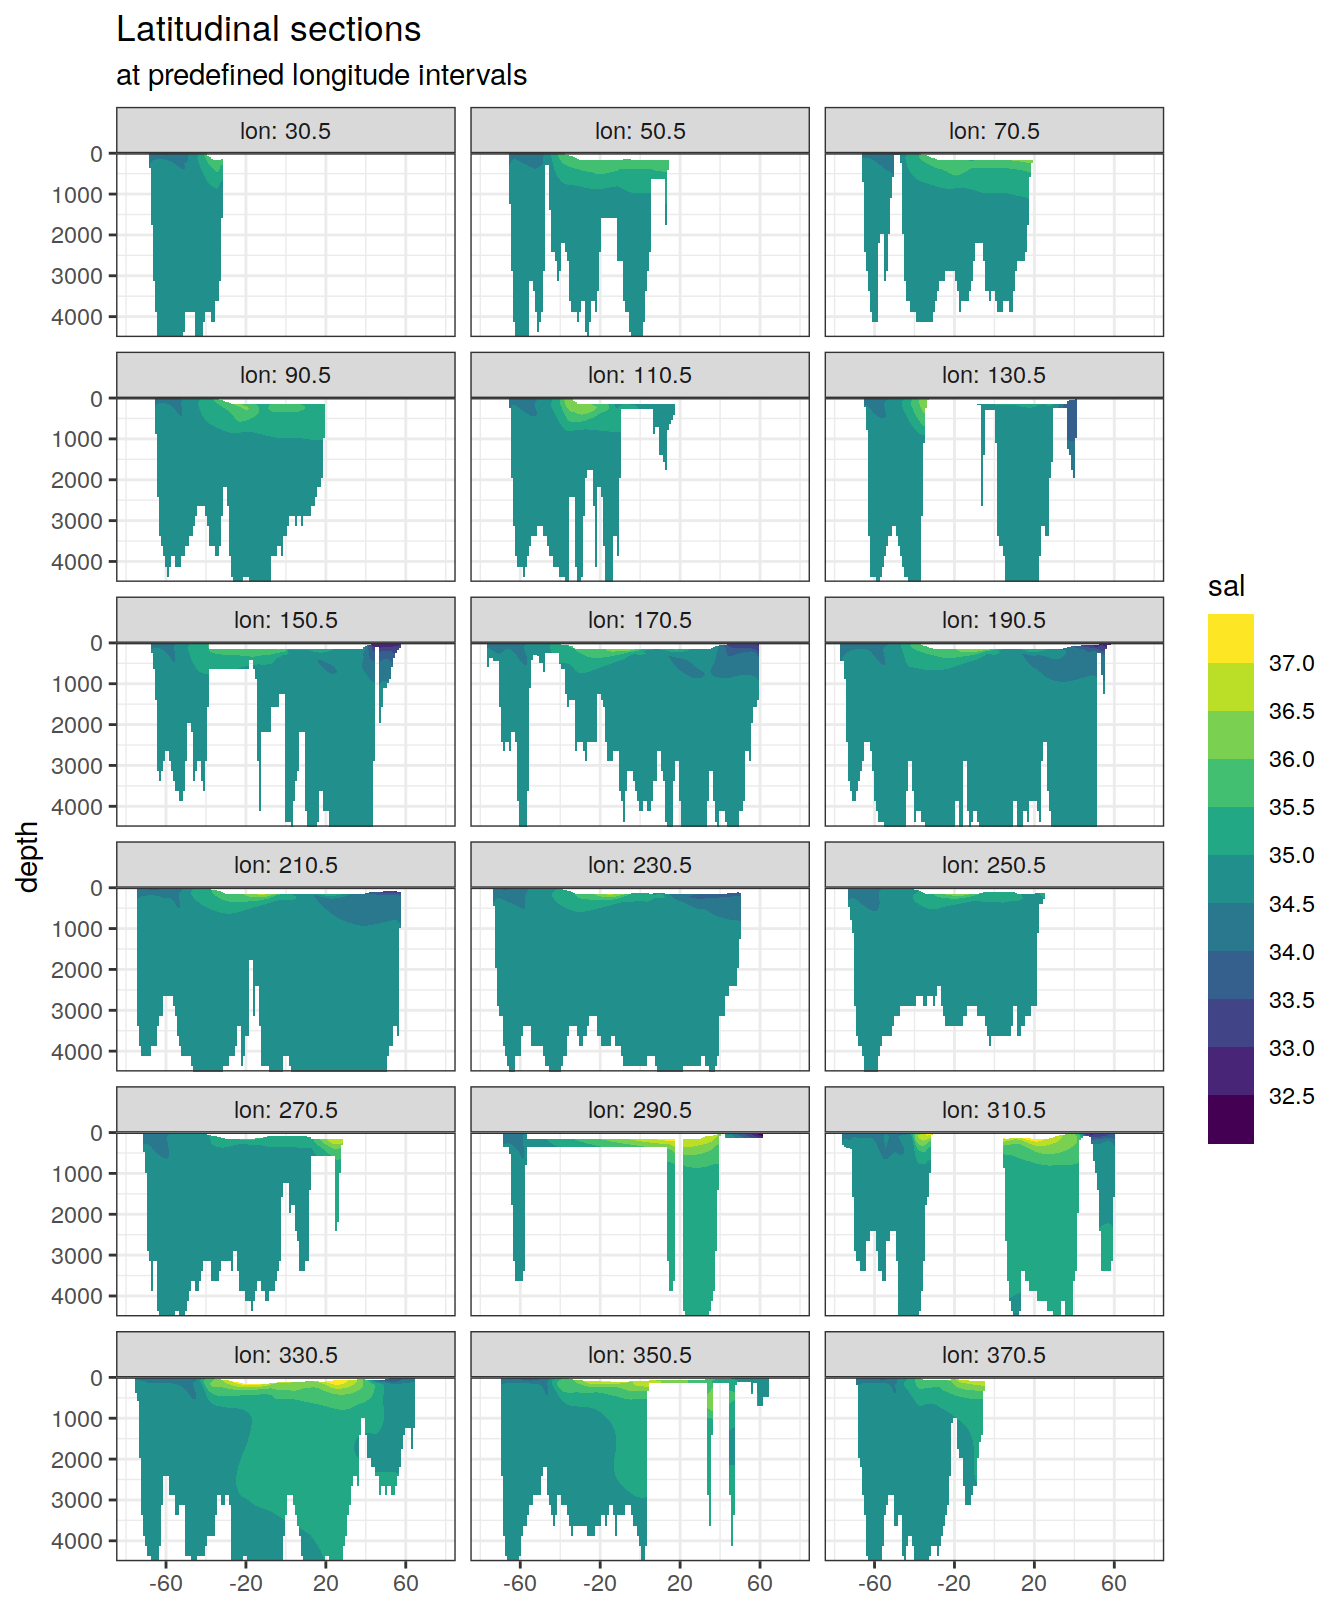 Latitudinal sections
at predefined longitude intervals
lon: 30.5
lon: 50.5
lon: 70.5
0
1000
2000
3000
4000
lon: 90.5
lon: 110.5
lon: 130.5
0
1000
2000
3000
4000
lon: 150.5
lon: 170.5
lon: 190.5
0
1000
2000
3000
4000
lon: 210.5
lon: 230.5
lon: 250.5
0
1000
2000
3000
4000
lon: 270.5
lon: 290.5
lon: 310.5
0
1000
2000
3000
4000
lon: 330.5
lon: 350.5
lon: 370.5
0
1000
2000
3000
4000
-60 -20 20 60
-60 -20 20 60
-60 -20 20 60
depth
sal
37.0
36.5
36.0
35.5
35.0
34.5
34.0
33.5
33.0
32.5